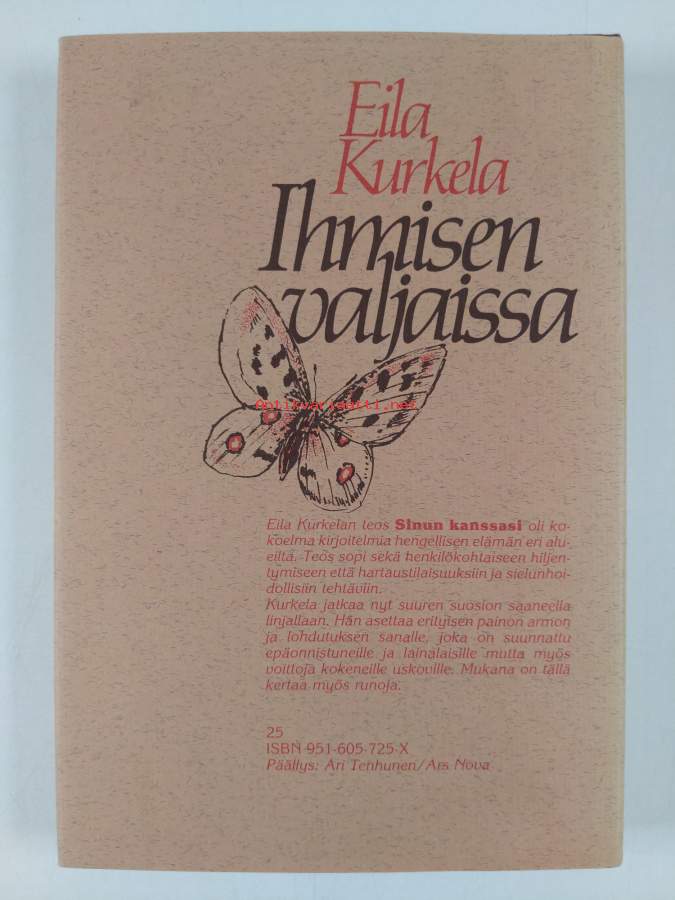 Eila
Kurkela
Ihmisen
valjaissa
Antikvariaatti.net
Eila Kurkelan teos Sinun kanssasi oli ko-
koelma kirjoitelmia hengellisen elämän eri alu-
eilta. Teos sopi sekä henkilökohtaiseen hiljen-
tymiseen että hartaustilaisuuksiin ja sielunhoi-
dollisiin tehtäviin.
Kurkela jatkaa nyt suuren suosion saaneella
linjallaan. Hän asettaa erityisen painon armon
ja lohdutuksen sanalle, joka on suunnattu
epäonnistuneille ja lainalaisille mutta myös
voittoja kokeneille uskoville. Mukana on tällä
kertaa myös runoja.
25
ISBN 951-605-725-X
Päällys: Ari Tenhunen/Ars Nova